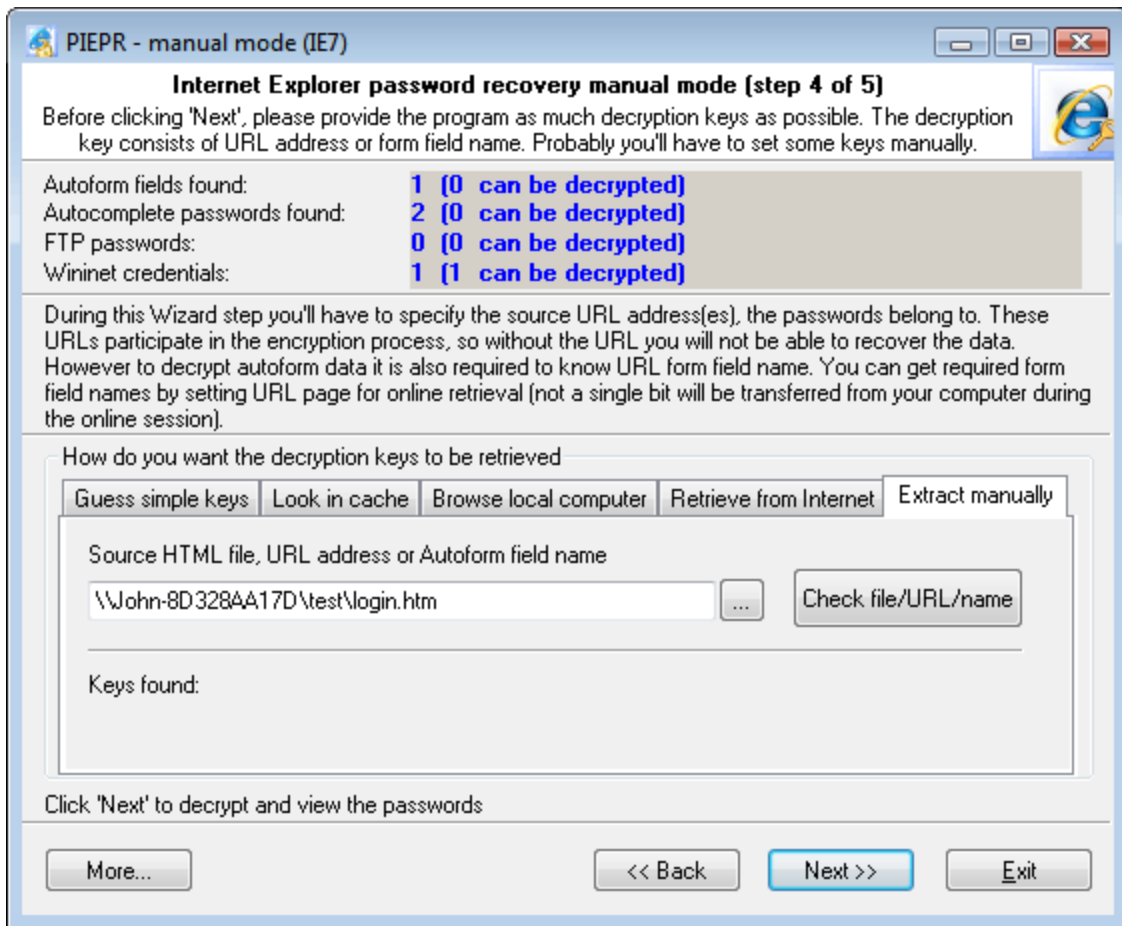 PIEPR - manual mode (IE7)
Internet Explorer password recovery manual mode (step 4 of 5)
Before clicking 'Next', please provide the program as much decryption keys as possible. The decryption
key consists of URL address or form field name. Probably you'll have to set some keys manually.
Autoform fields found: 1 (0 can be decrypted)
Autocomplete passwords found: 2 (0 can be decrypted)
FTP passwords: 0 (0 can be decrypted)
Wininet credentials: 1 (1 can be decrypted)
During this Wizard step you'll have to specify the source URL address(es), the passwords belong to. These
URLs participate in the encryption process, so without the URL you will not be able to recover the data.
However to decrypt autoform data it is also required to know URL form field name. You can get required form
field names by setting URL page for online retrieval (not a single bit will be transferred from your computer during
the online session).
How do you want the decryption keys to be retrieved
Guess simple keys Look in cache Browse local computer Retrieve from Internet Extract manually
Source HTML file, URL address or Autoform field name
\\John-8D328AA17D\test\login.htm ... Check file/URL/name
Keys found:
Click 'Next' to decrypt and view the passwords
More... << Back Next >> Exit